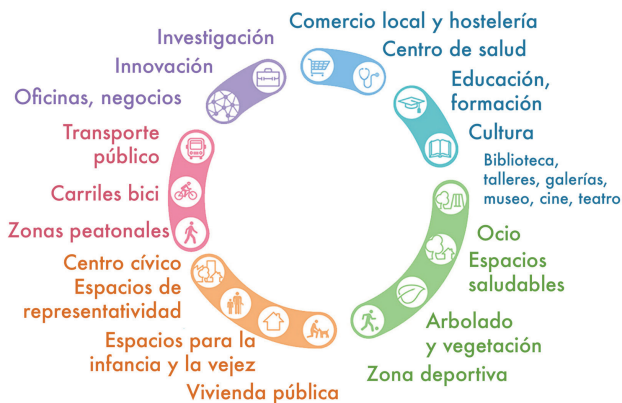 Comercio local y hostelería
Centro de salud
Educación,
formación
Cultura
Biblioteca,
talleres, galerías,
museo, cine, teatro
Ocio
Espacios
saludables
Arbolado
y vegetación
Zona deportiva
Vivienda pública
Espacios para la
infancia y la vejez
Centro cívico
Espacios de
representatividad
Zonas peatonales
Carriles bici
Transporte
público
Oficinas, negocios
Innovación
Investigación